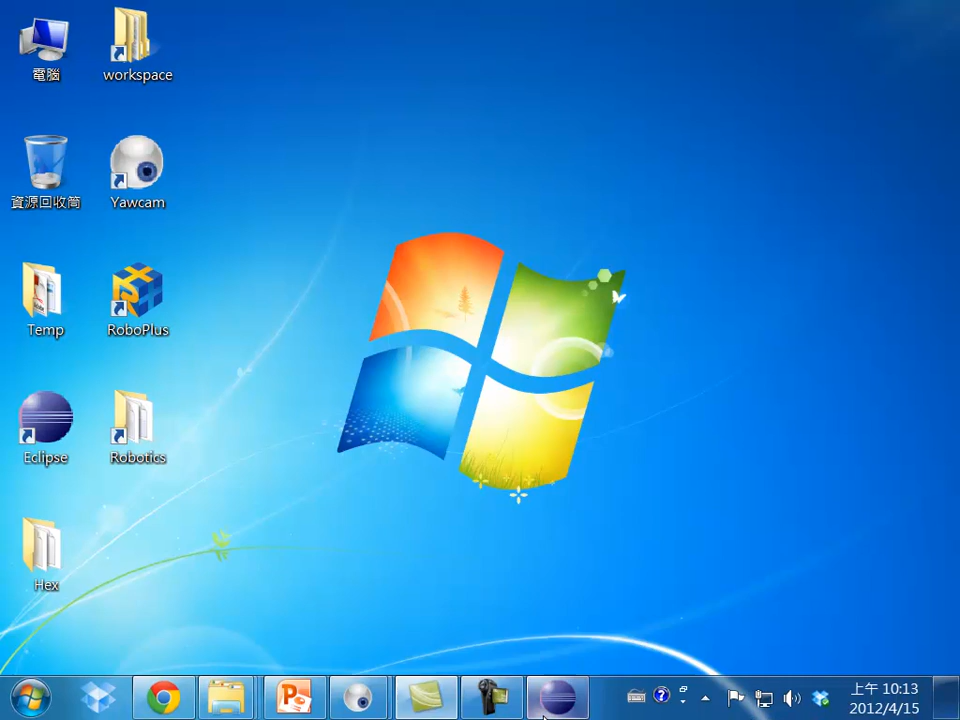 電腦
workspace
資源回收筒
Yawcam
Temp
RoboPlus
Eclipse
Robotics
Hex
上午 10:13
2012/4/15